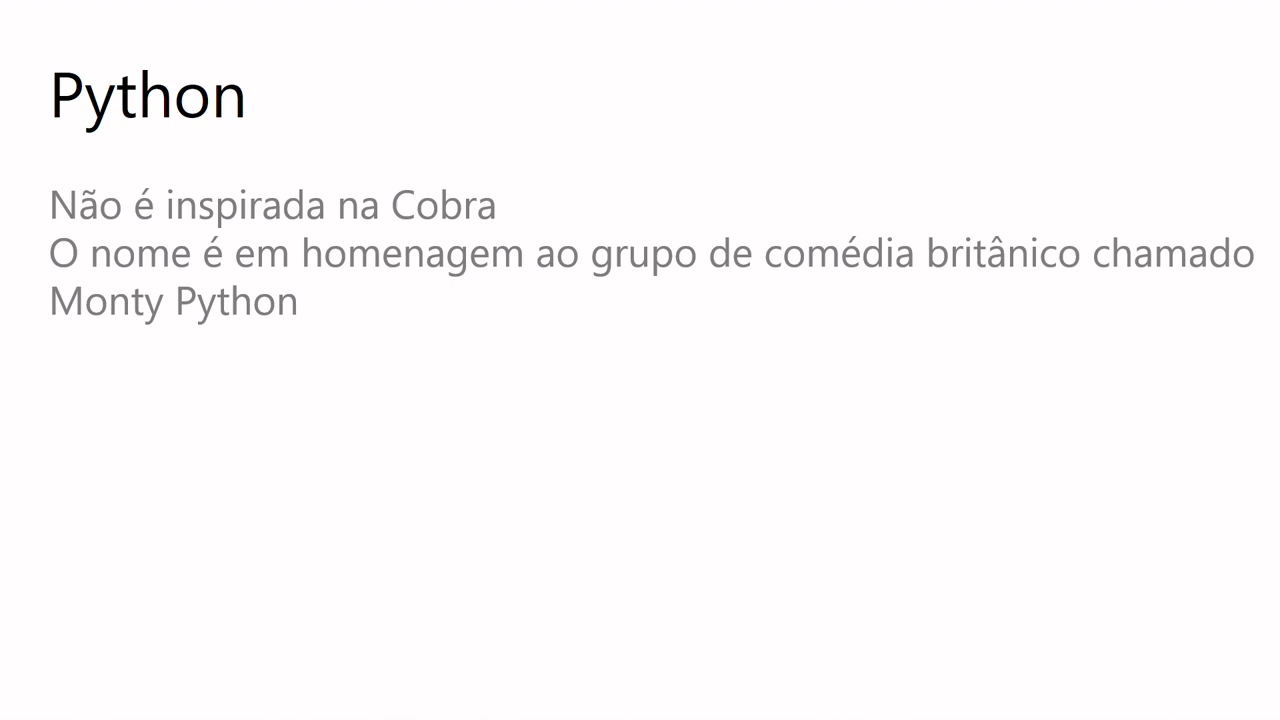 Python
Não é inspirada na Cobra
O nome é em homenagem ao grupo de comédia britânico chamado
Monty Python